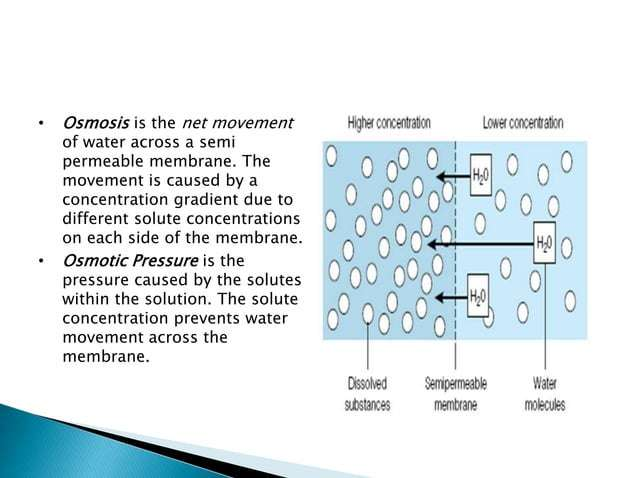 • Osmosis is the net movement
of water across a semi
permeable membrane. The
movement is caused by a
concentration gradient due to
different solute concentrations
on each side of the membrane.
• Osmotic Pressure is the
pressure caused by the solutes
within the solution. The solute
concentration prevents water
movement across the
membrane.
Higher concentration Lower concentration
H₂0
H₂0
H₂0
Dissolved Semipermeable Water
substances membrane molecules